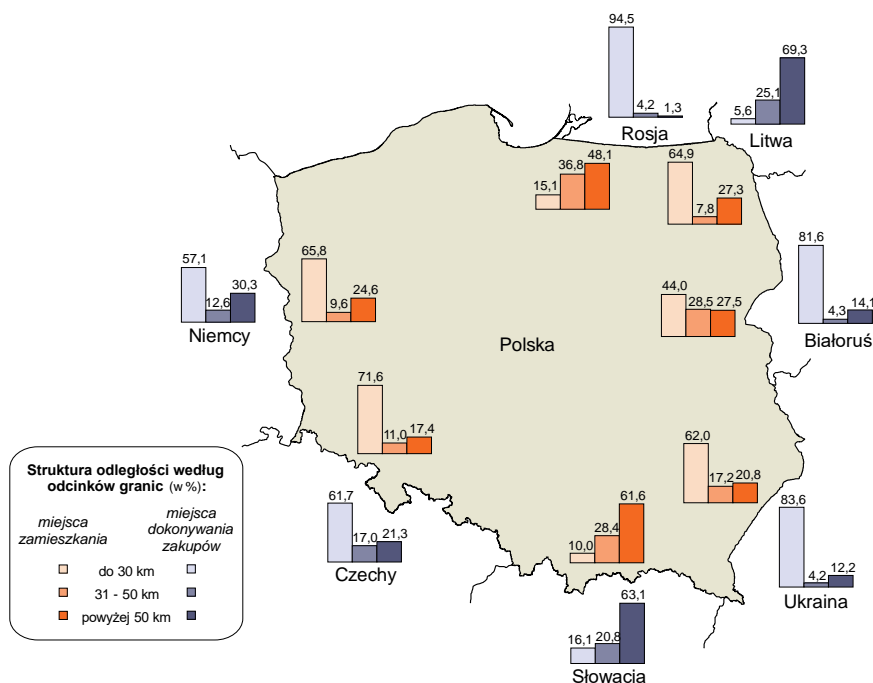 94,5
4,2
1,3
Rosja
69,3
25,1
5,6
Litwa
15,1
36,8
48,1
64,9
7,8
27,3
57,1
12,6
30,3
Niemcy
65,8
9,6
24,6
44,0
28,5
27,5
81,6
4,3
14,1
Białoruś
Polska
71,6
11,0
17,4
62,0
17,2
20,8
61,7
17,0
21,3
Czechy
10,0
28,4
61,6
83,6
4,2
12,2
Ukraina
16,1
20,8
63,1
Słowacja
Struktura odległości według
odcinków granic (w %):
miejsca
zamieszkania
miejsca
dokonywania
zakupów
do 30 km
31 - 50 km
powyżej 50 km